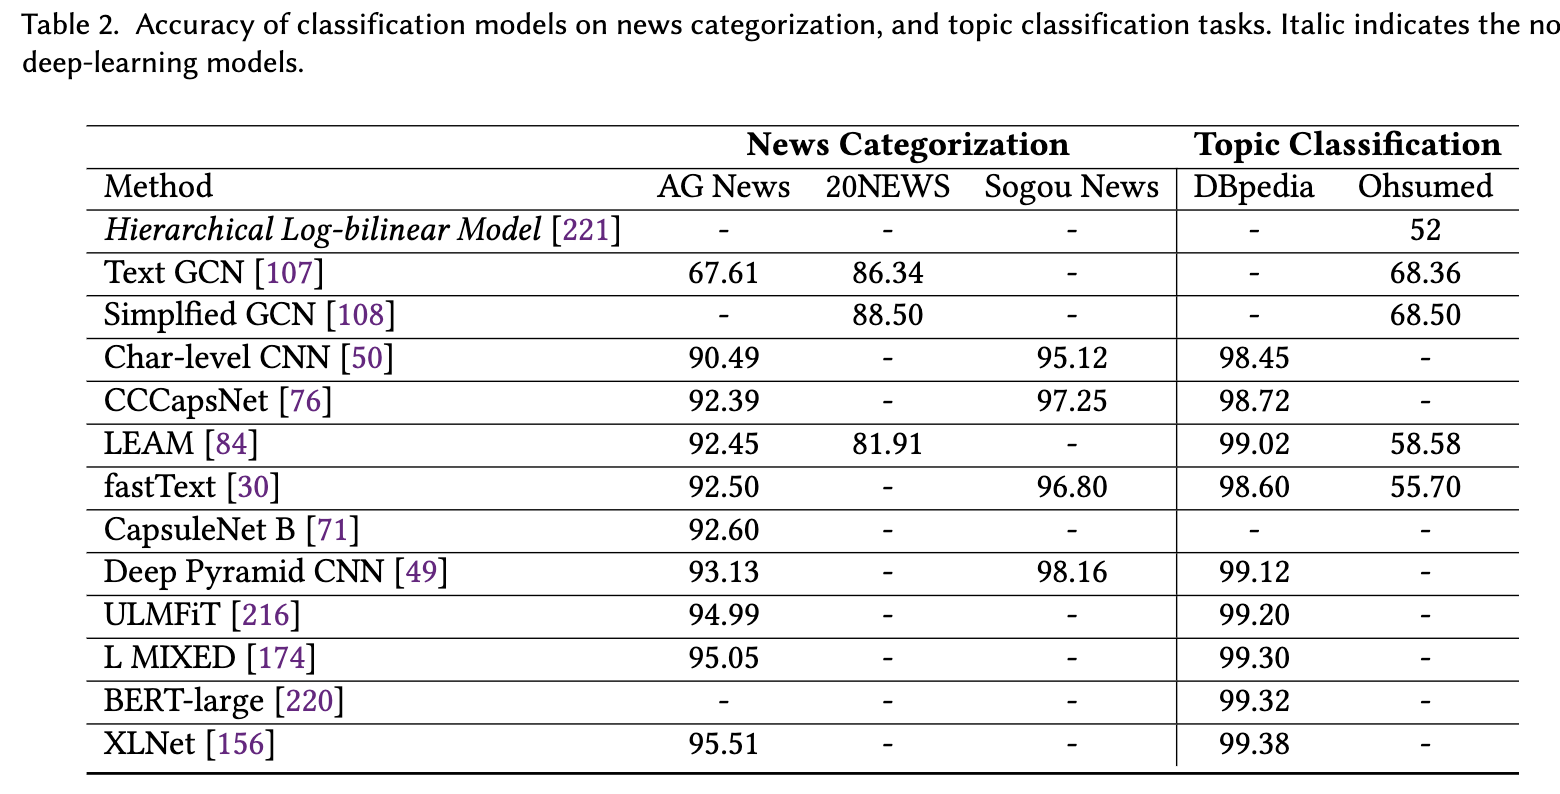 Table 2. Accuracy of classification models on news categorization, and topic classification tasks. Italic indicates the no
deep-learning models.
News Categorization Topic Classification
Method AG News 20NEWS Sogou News DBpedia Ohsumed
Hierarchical Log-bilinear Model [221] - - - - 52
Text GCN [107] 67.61 86.34 - - 68.36
Simplfied GCN [108] - 88.50 - - 68.50
Char-level CNN [50] 90.49 - 95.12 98.45 -
CCCapsNet [76] 92.39 - 97.25 98.72 -
LEAM [84] 92.45 81.91 - 99.02 58.58
fastText [30] 92.50 - 96.80 98.60 55.70
CapsuleNet B [71] 92.60 - - - -
Deep Pyramid CNN [49] 93.13 - 98.16 99.12 -
ULMFiT [216] 94.99 - - 99.20 -
L MIXED [174] 95.05 - - 99.30 -
BERT-large [220] - - - 99.32 -
XLNet [156] 95.51 - - 99.38 -